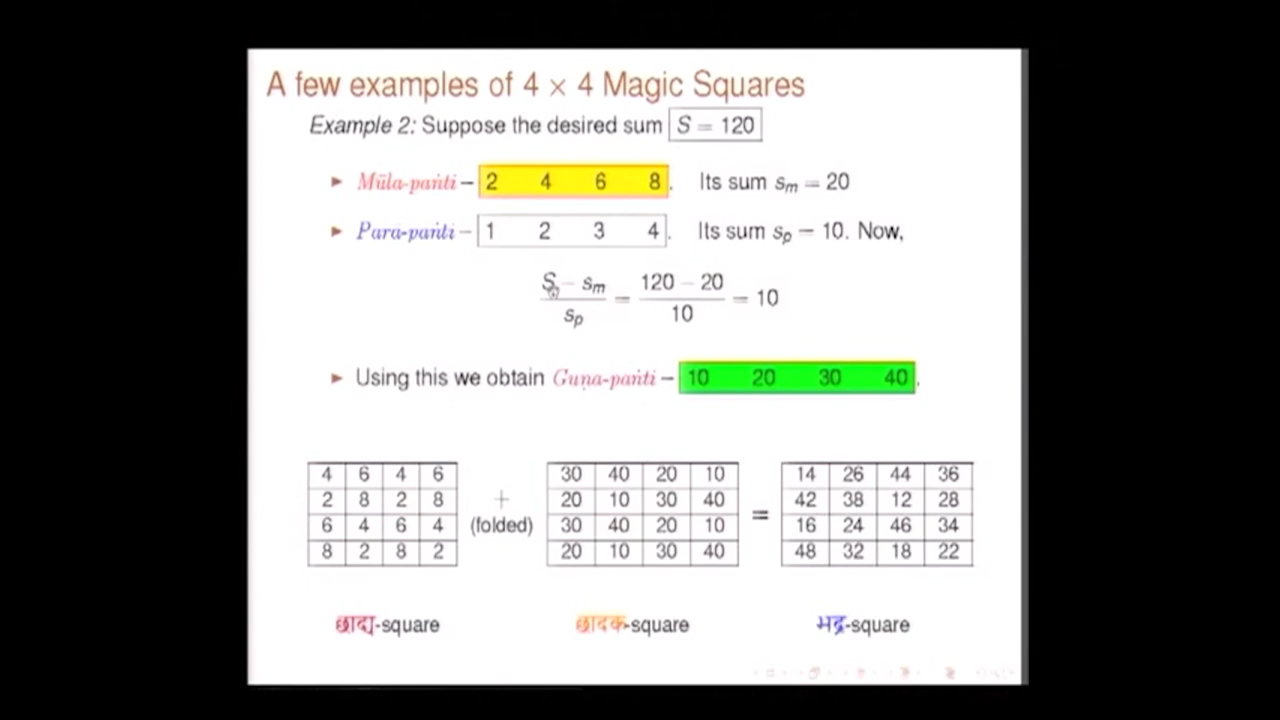 A few examples of 4 × 4 Magic Squares
Example 2: Suppose the desired sum S = 120
► Mūla-paṅti – 2 4 6 8 . Its sum sₘ = 20
► Para-paṅti – 1 2 3 4 . Its sum sₚ = 10. Now,
S – sₘ / sₚ = 120 – 20 / 10 = 10
► Using this we obtain Guṇa-paṅti – 10 20 30 40 .
4 6 4 6
2 8 2 8
6 4 6 4
8 2 8 2
+
(folded)
30 40 20 10
20 10 30 40
30 40 20 10
20 10 30 40
=
14 26 44 36
42 38 12 28
16 24 46 34
48 32 18 22
छाद्य-square
छादक-square
भद्र-square